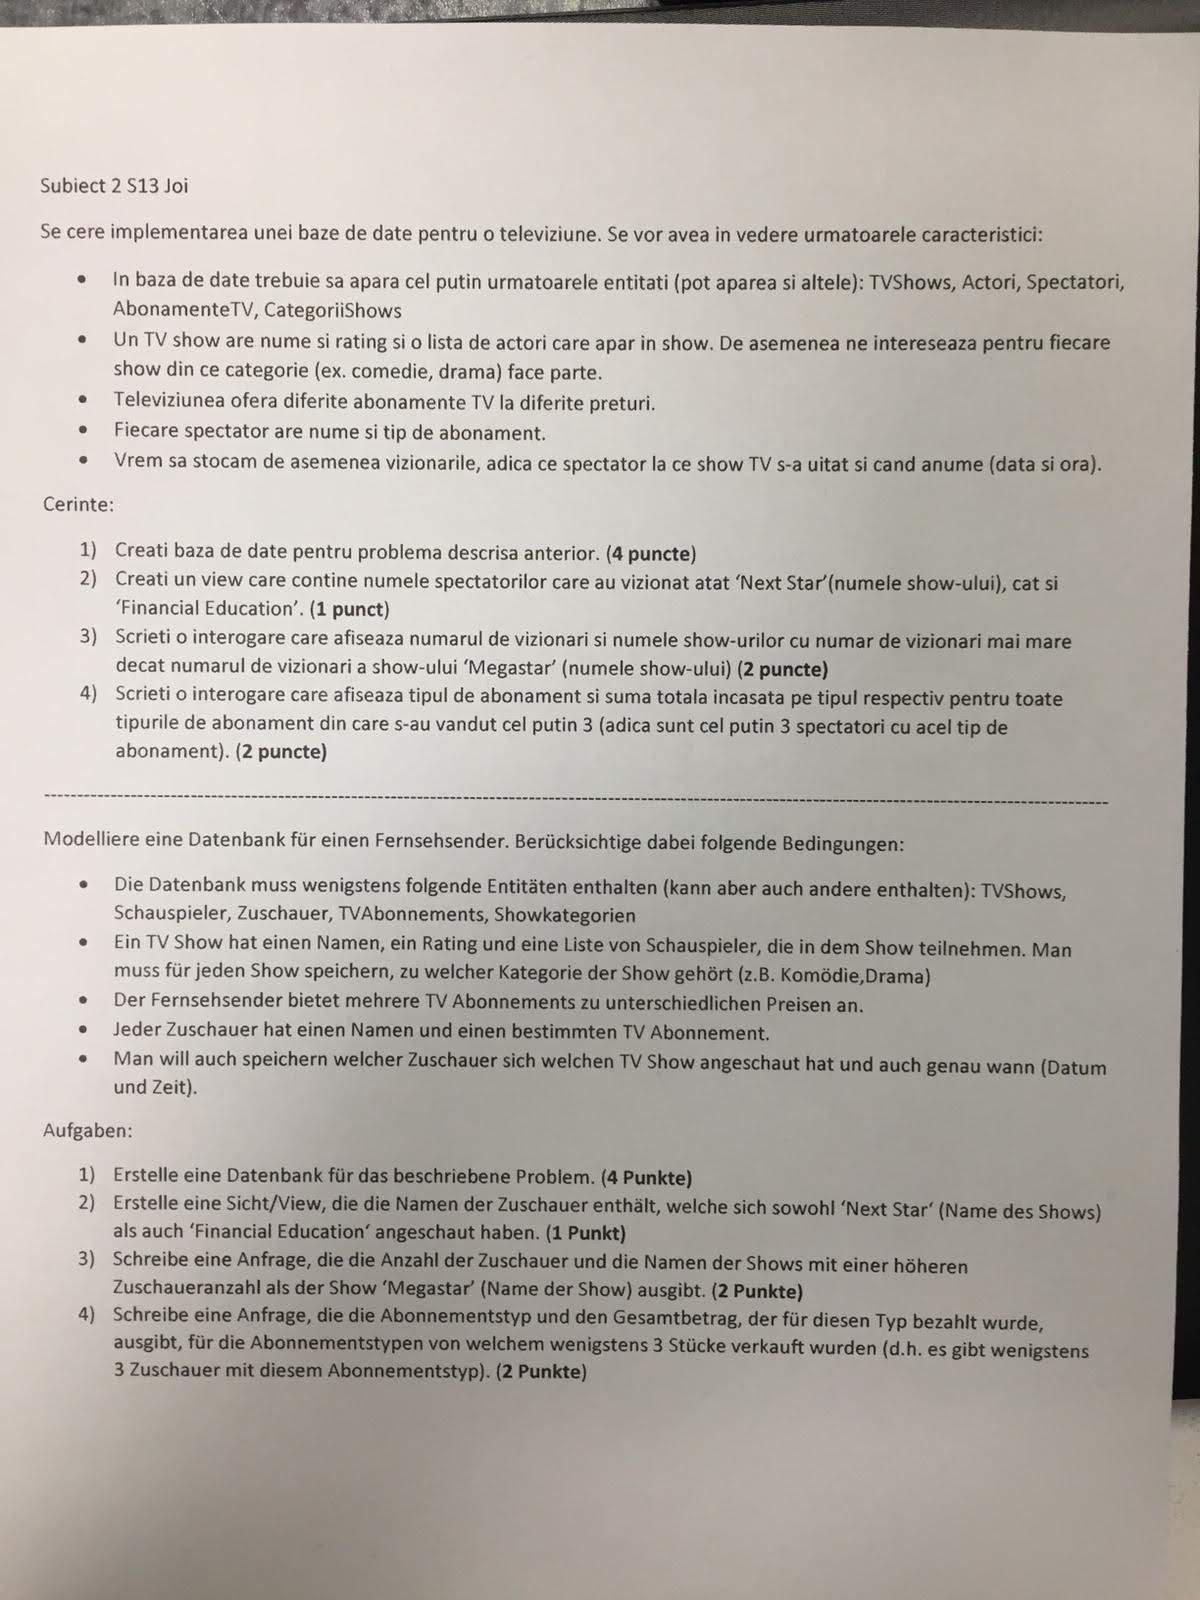 Subiect 2 S13 Joi
Se cere implementarea unei baze de date pentru o televiziune. Se vor avea in vedere urmatoarele caracteristici:
• In baza de date trebuie sa apara cel putin urmatoarele entitati (pot aparea si altele): TVShows, Actori, Spectatori,
AbonamenteTV, CategoriiShows
• Un TV show are nume si rating si o lista de actori care apar in show. De asemenea ne intereseaza pentru fiecare
show din ce categorie (ex. comedie, drama) face parte.
• Televiziunea ofera diferite abonamente TV la diferite preturi.
• Fiecare spectator are nume si tip de abonament.
• Vrem sa stocam de asemenea vizionarile, adica ce spectator la ce show TV s-a uitat si cand anume (data si ora).
Cerinte:
1) Creati baza de date pentru problema descrisa anterior. (4 puncte)
2) Creati un view care contine numele spectatorilor care au vizionat atat ‘Next Star’(numele show-ului), cat si
‘Financial Education’. (1 punct)
3) Scrieti o interogare care afiseaza numarul de vizionari si numele show-urilor cu numar de vizionari mai mare
decat numarul de vizionari a show-ului ‘Megastar’ (numele show-ului) (2 puncte)
4) Scrieti o interogare care afiseaza tipul de abonament si suma totala incasata pe tipul respectiv pentru toate
tipurile de abonament din care s-au vandut cel putin 3 (adica sunt cel putin 3 spectatori cu acel tip de
abonament). (2 puncte)
--------------------------------------------------------------------------------
Modelliere eine Datenbank für einen Fernsehsender. Berücksichtige dabei folgende Bedingungen:
• Die Datenbank muss wenigstens folgende Entitäten enthalten (kann aber auch andere enthalten): TVShows,
Schauspieler, Zuschauer, TVAbonnements, Showkategorien
• Ein TV Show hat einen Namen, ein Rating und eine Liste von Schauspieler, die in dem Show teilnehmen. Man
muss für jeden Show speichern, zu welcher Kategorie der Show gehört (z.B. Komödie,Drama)
• Der Fernsehsender bietet mehrere TV Abonnements zu unterschiedlichen Preisen an.
• Jeder Zuschauer hat einen Namen und einen bestimmten TV Abonnement.
• Man will auch speichern welcher Zuschauer sich welchen TV Show angeschaut hat und auch genau wann (Datum
und Zeit).
Aufgaben:
1) Erstelle eine Datenbank für das beschriebene Problem. (4 Punkte)
2) Erstelle eine Sicht/View, die die Namen der Zuschauer enthält, welche sich sowohl ‘Next Star‘ (Name des Shows)
als auch ‘Financial Education‘ angeschaut haben. (1 Punkt)
3) Schreibe eine Anfrage, die die Anzahl der Zuschauer und die Namen der Shows mit einer höheren
Zuschaueranzahl als der Show ‘Megastar’ (Name der Show) ausgibt. (2 Punkte)
4) Schreibe eine Anfrage, die die Abonnementstyp und den Gesamtbetrag, der für diesen Typ bezahlt wurde,
ausgibt, für die Abonnementstypen von welchem wenigstens 3 Stücke verkauft wurden (d.h. es gibt wenigstens
3 Zuschauer mit diesem Abonnementstyp). (2 Punkte)